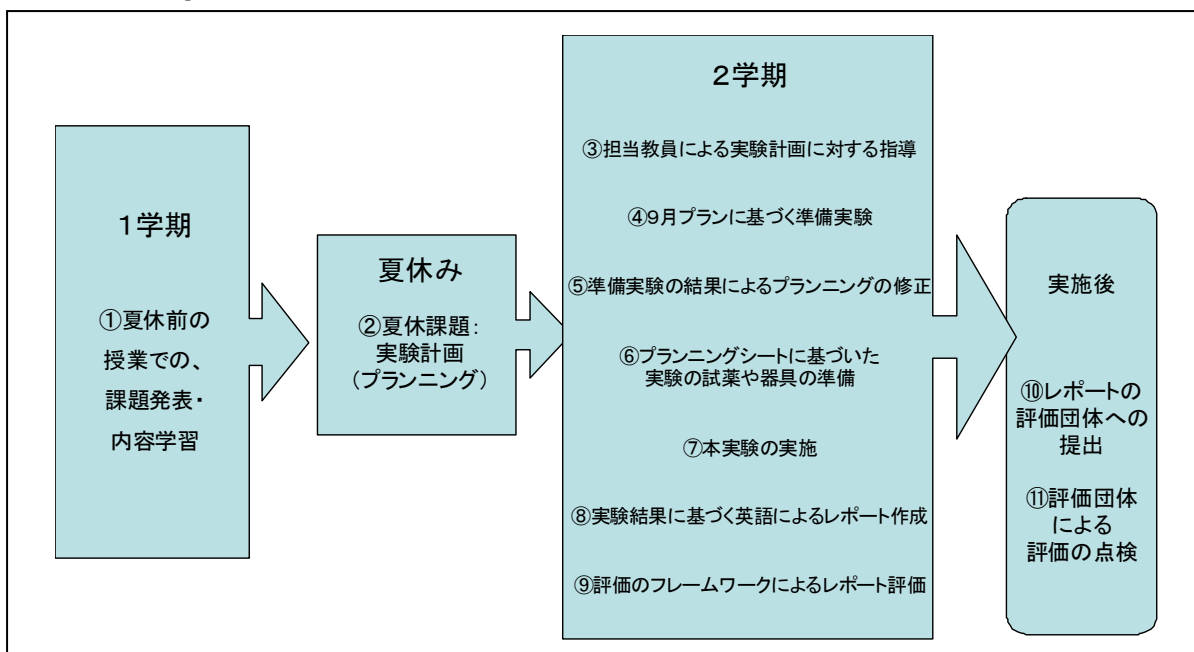 1学期
①夏休前の
授業での、
課題発表・
内容学習
夏休み
②夏休課題:
実験計画
(プランニング)
2学期
③担当教員による実験計画に対する指導
④9月プランに基づく準備実験
⑤準備実験の結果によるプランニングの修正
⑥プランニングシートに基づいた
実験の試薬や器具の準備
⑦本実験の実施
⑧実験結果に基づく英語によるレポート作成
⑨評価のフレームワークによるレポート評価
実施後
⑩レポートの
評価団体への
提出
⑪評価団体
による
評価の点検